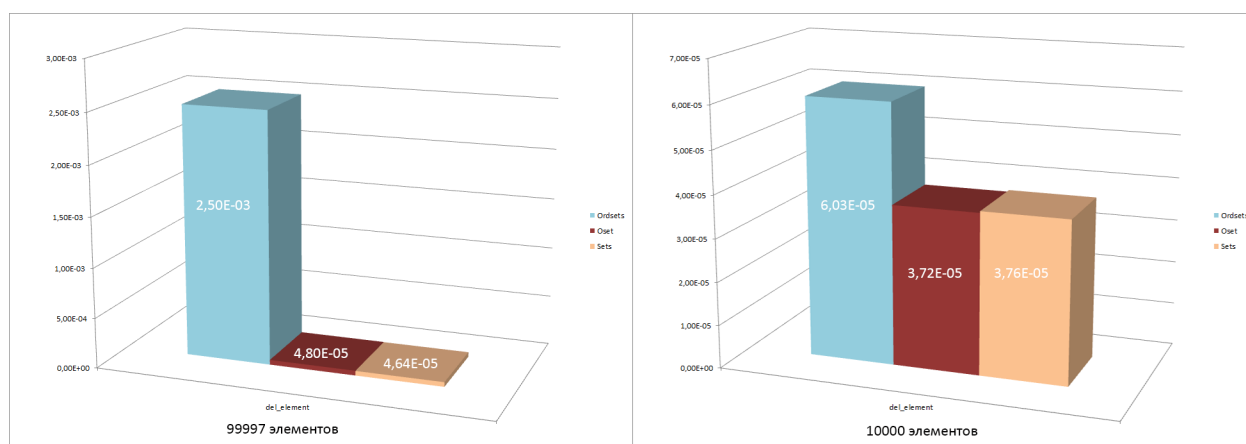 3,00E-03
2,50E-03
2,00E-03
1,50E-03
1,00E-03
5,00E-04
0,00E+00
2,50E-03
4,80E-05
4,64E-05
del_element
Ordsets
Oset
Sets
99997 элементов
7,00E-05
6,00E-05
5,00E-05
4,00E-05
3,00E-05
2,00E-05
1,00E-05
0,00E+00
6,03E-05
3,72E-05
3,76E-05
del_element
Ordsets
Oset
Sets
10000 элементов